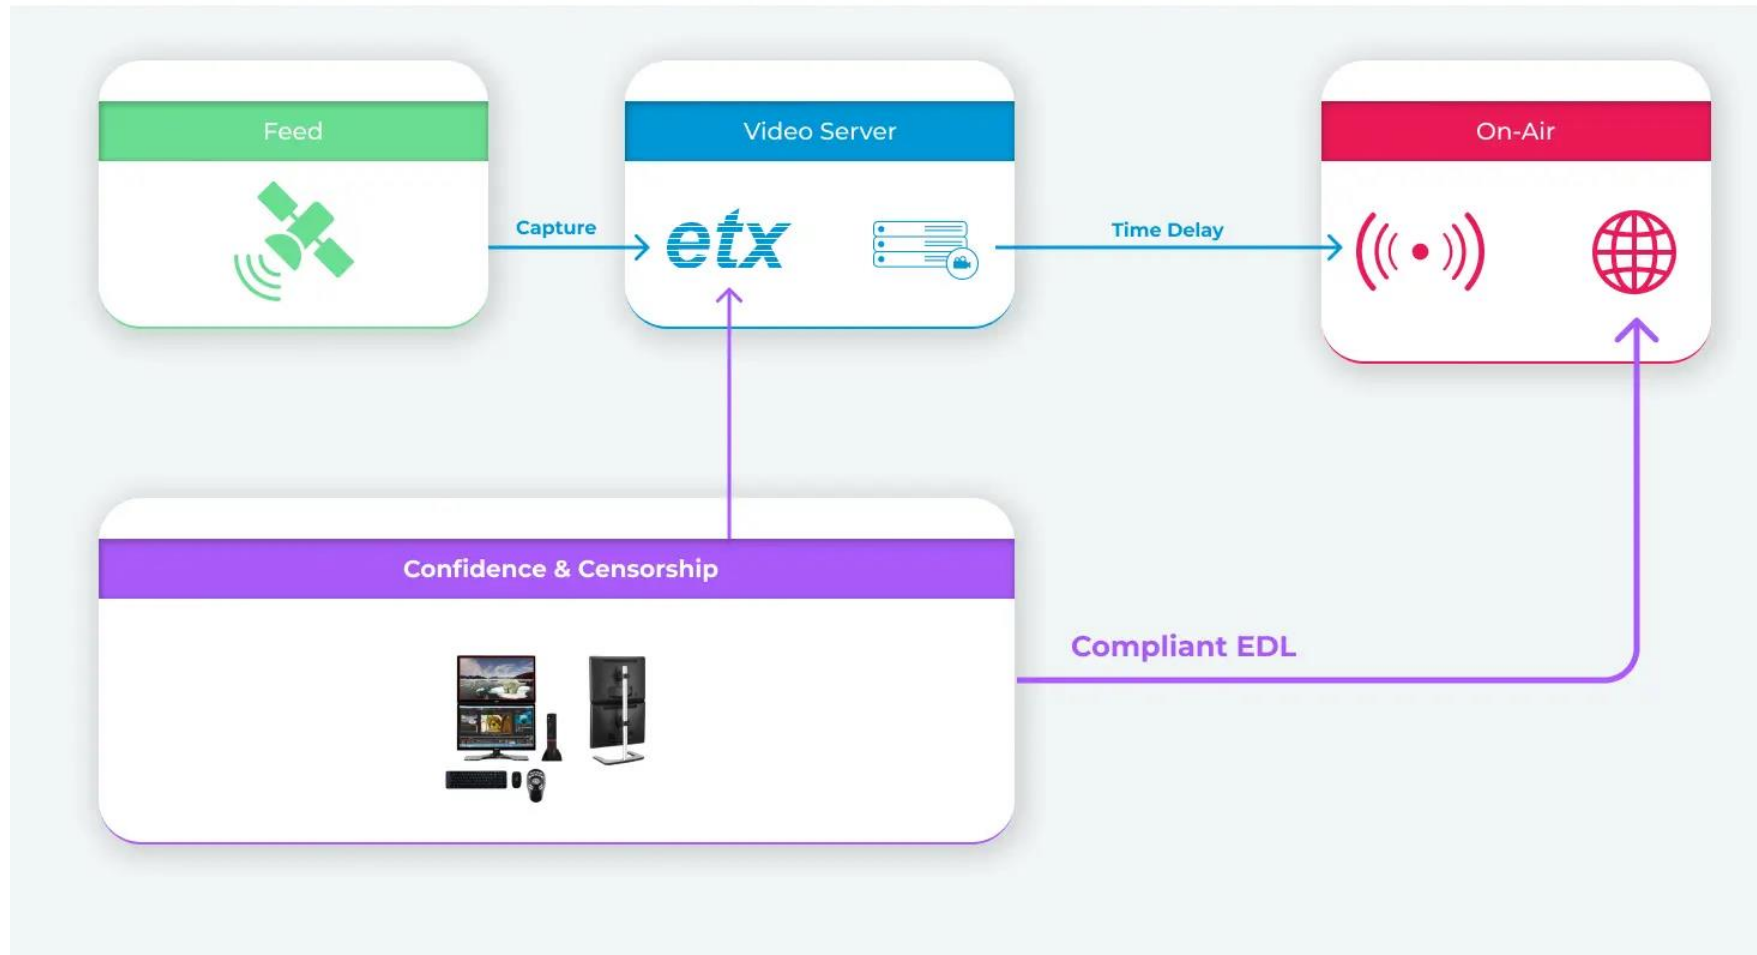 Feed
Video Server
On-Air
Capture
etx
Time Delay
Confidence & Censorship
Compliant EDL